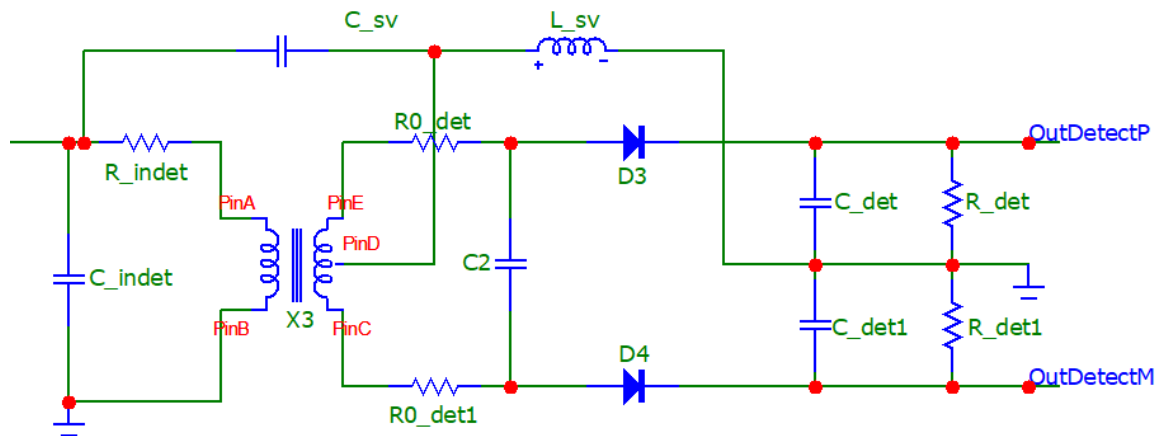 C_sv
L_sv
R0_det
OutDetectP
R_indet
D3
PinA
PinE
C_det
R_det
PinD
C2
C_indet
X3
PinB
PinC
C_det1
R_det1
D4
OutDetectM
R0_det1
+
-